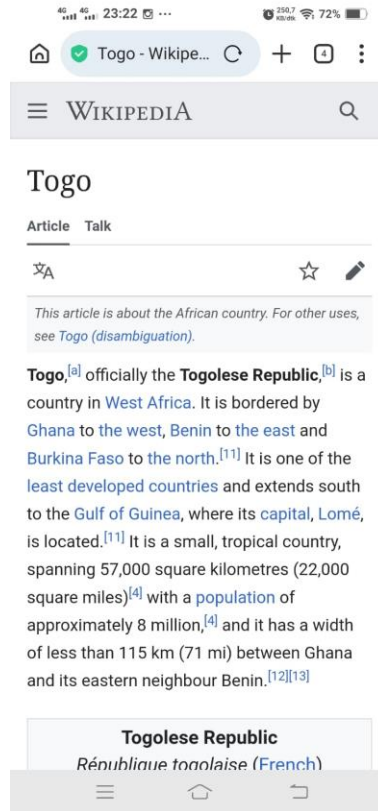 4G 4G 23:22 ··· 250,7 KB/dtk 72%
Togo - Wikipe... 4
WIKIPEDIA
Togo
Article Talk
This article is about the African country. For other uses,
see Togo (disambiguation).
Togo,[a] officially the Togolese Republic,[b] is a
country in West Africa. It is bordered by
Ghana to the west, Benin to the east and
Burkina Faso to the north.[11] It is one of the
least developed countries and extends south
to the Gulf of Guinea, where its capital, Lomé,
is located.[11] It is a small, tropical country,
spanning 57,000 square kilometres (22,000
square miles)[4] with a population of
approximately 8 million,[4] and it has a width
of less than 115 km (71 mi) between Ghana
and its eastern neighbour Benin.[12][13]
Togolese Republic
République togolaise (French)